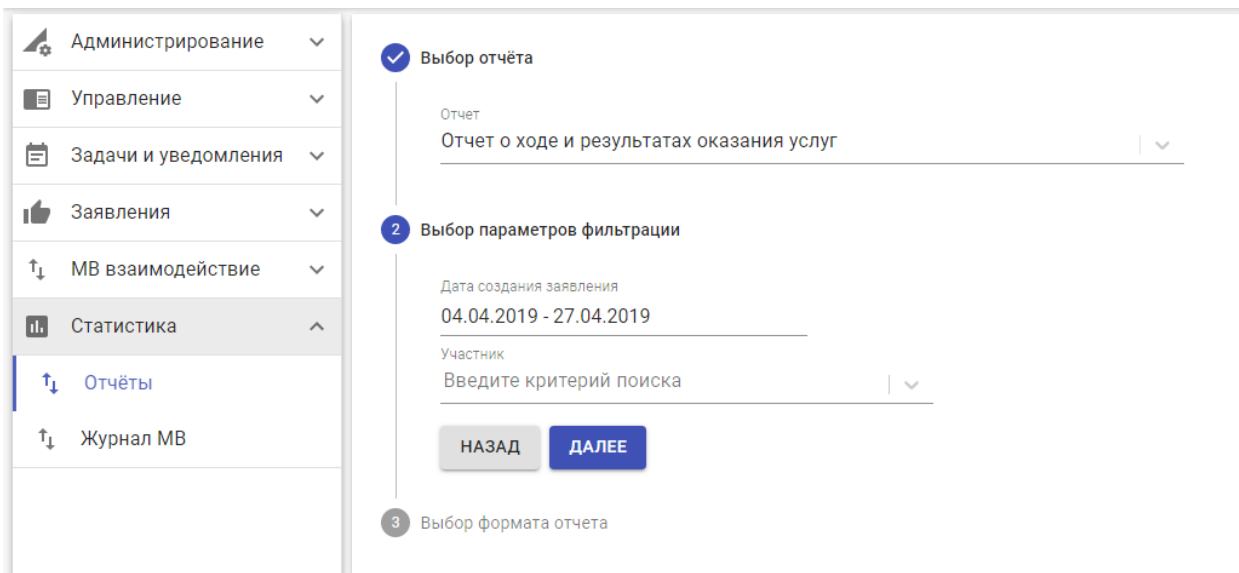 Администрирование
Управление
Задачи и уведомления
Заявления
МВ взаимодействие
Статистика
Отчёты
Журнал МВ
Выбор отчёта
Отчет
Отчет о ходе и результатах оказания услуг
2 Выбор параметров фильтрации
Дата создания заявления
04.04.2019 - 27.04.2019
Участник
Введите критерий поиска
НАЗАД ДАЛЕЕ
3 Выбор формата отчета